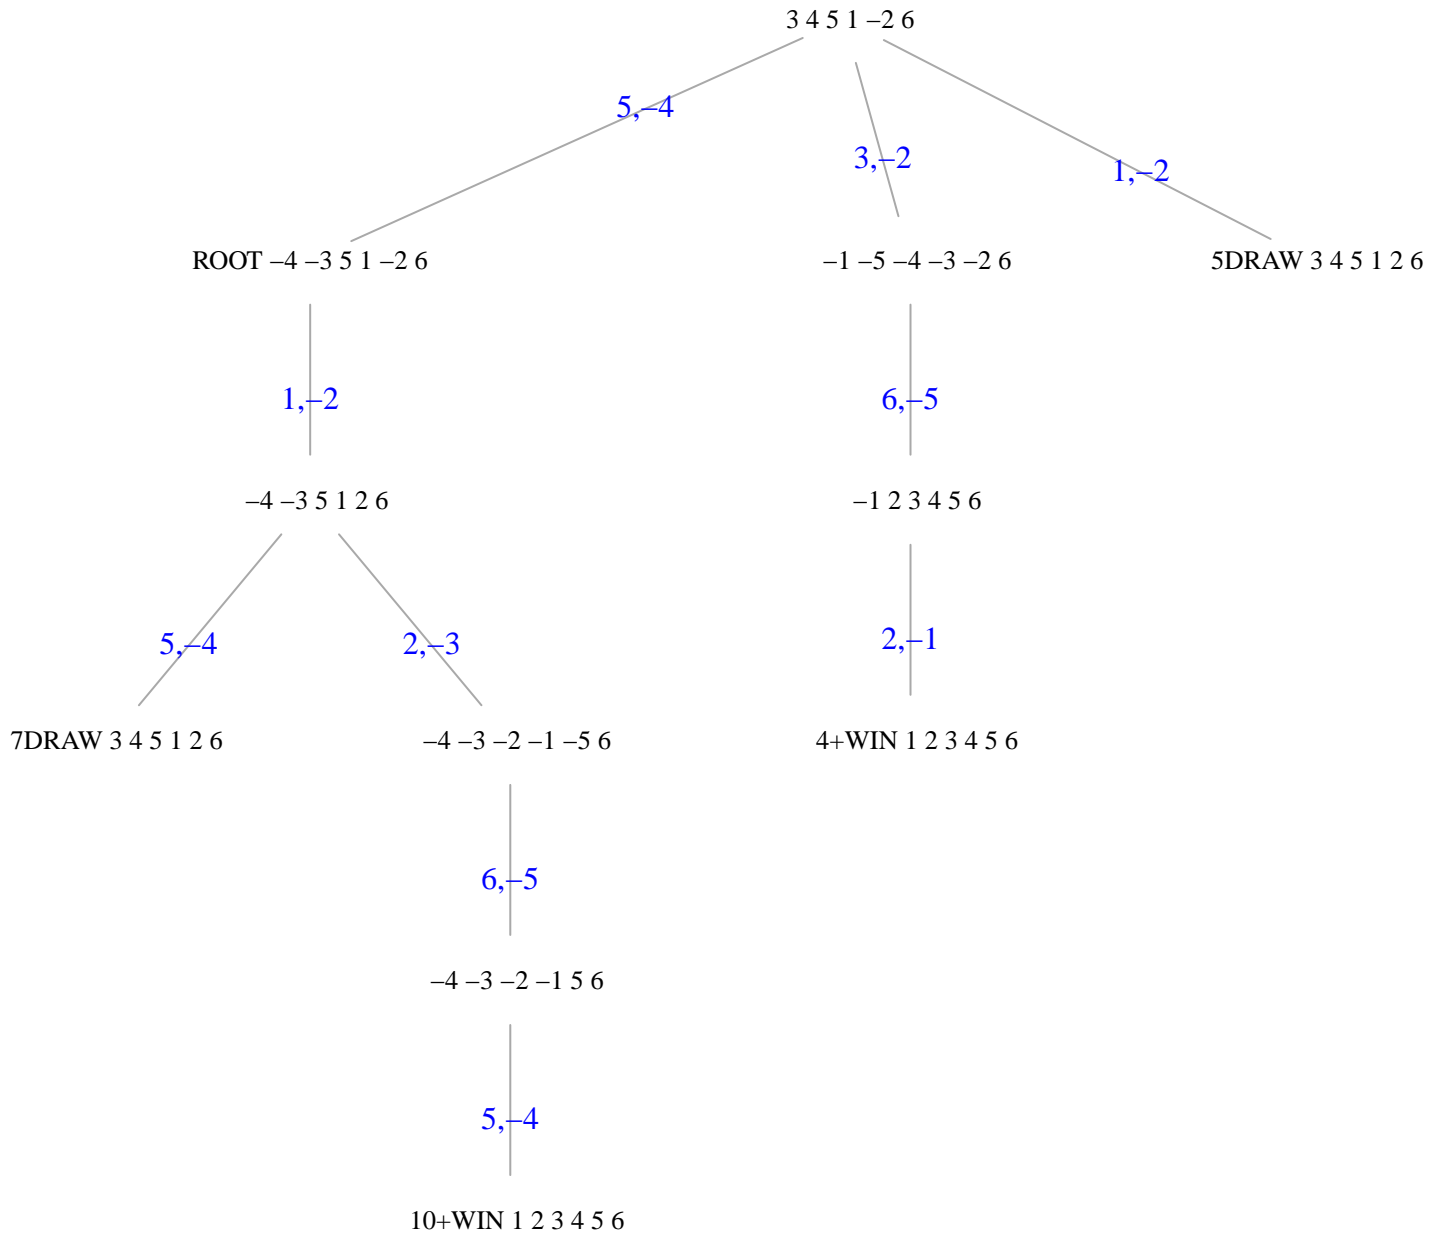 3 4 5 1 –2 6
5,–4
3,–2
1,–2
ROOT –4 –3 5 1 –2 6
–1 –5 –4 –3 –2 6
5DRAW 3 4 5 1 2 6
1,–2
6,–5
–4 –3 5 1 2 6
–1 2 3 4 5 6
5,–4
2,–3
2,–1
7DRAW 3 4 5 1 2 6
–4 –3 –2 –1 –5 6
4+WIN 1 2 3 4 5 6
6,–5
–4 –3 –2 –1 5 6
5,–4
10+WIN 1 2 3 4 5 6